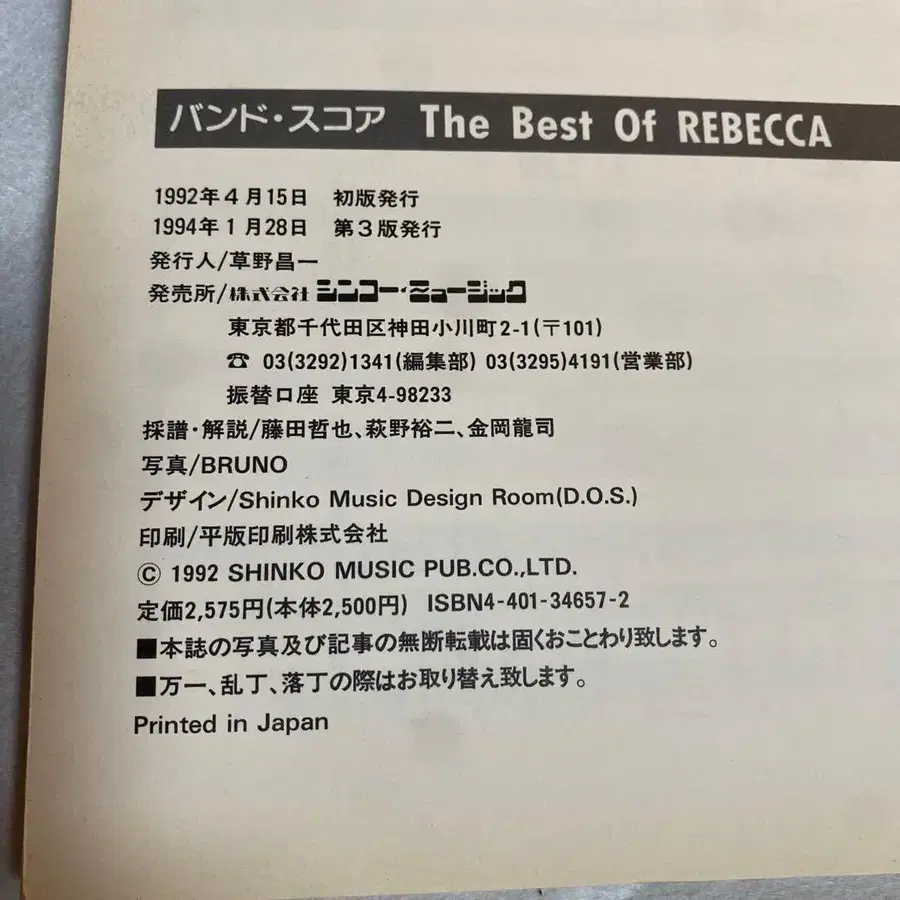 バンド・スコア The Best Of REBECCA
1992年4月15日 初版発行
1994年1月28日 第3版発行
発行人/草野昌一
発売所/株式会社シンコー・ミュージック
東京都千代田区神田小川町2-1(〒101)
☎ 03(3292)1341(編集部) 03(3295)4191(営業部)
振替口座 東京4-98233
採譜・解説/藤田哲也、萩野裕二、金岡龍司
写真/BRUNO
デザイン/Shinko Music Design Room(D.O.S.)
印刷/平版印刷株式会社
© 1992 SHINKO MUSIC PUB.CO.,LTD.
定価2,575円(本体2,500円) ISBN4-401-34657-2
■本誌の写真及び記事の無断転載は固くおことわり致します。
■万一、乱丁、落丁の際はお取り替え致します。
Printed in Japan